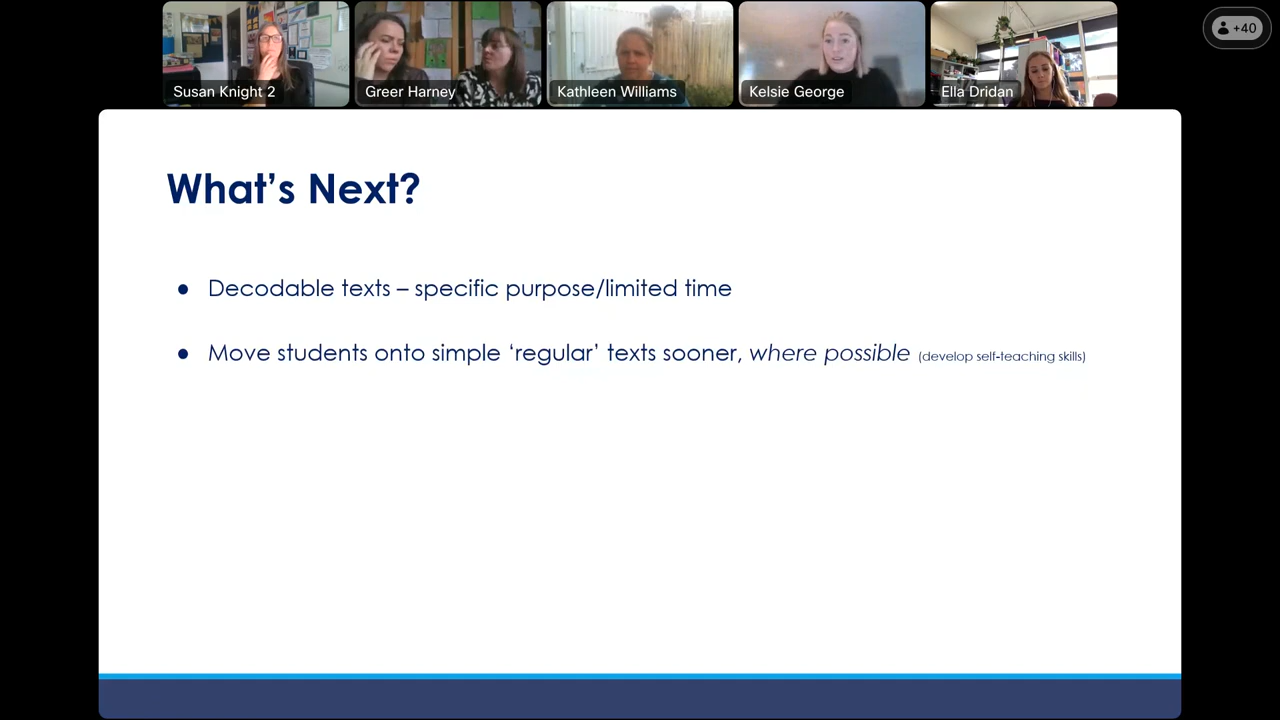 Susan Knight 2
Greer Harney
Kathleen Williams
Kelsie George
Ella Dridan
+40
What's Next?
● Decodable texts – specific purpose/limited time
● Move students onto simple 'regular' texts sooner, where possible (develop self-teaching skills)